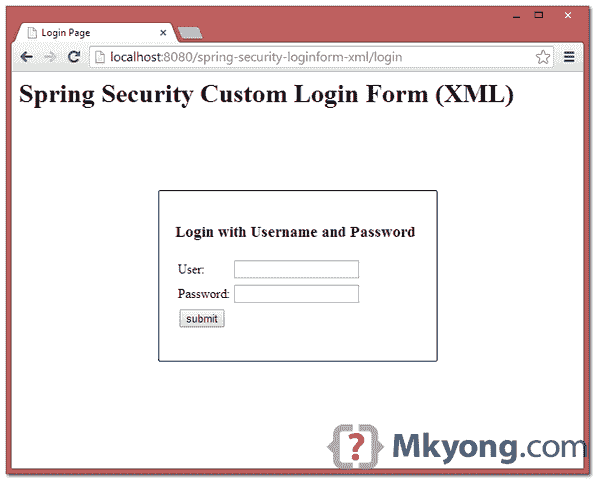 Login Page
localhost:8080/spring-security-loginform-xml/login
Spring Security Custom Login Form (XML)
Login with Username and Password
User:
Password:
submit
{?} Mkyong.com